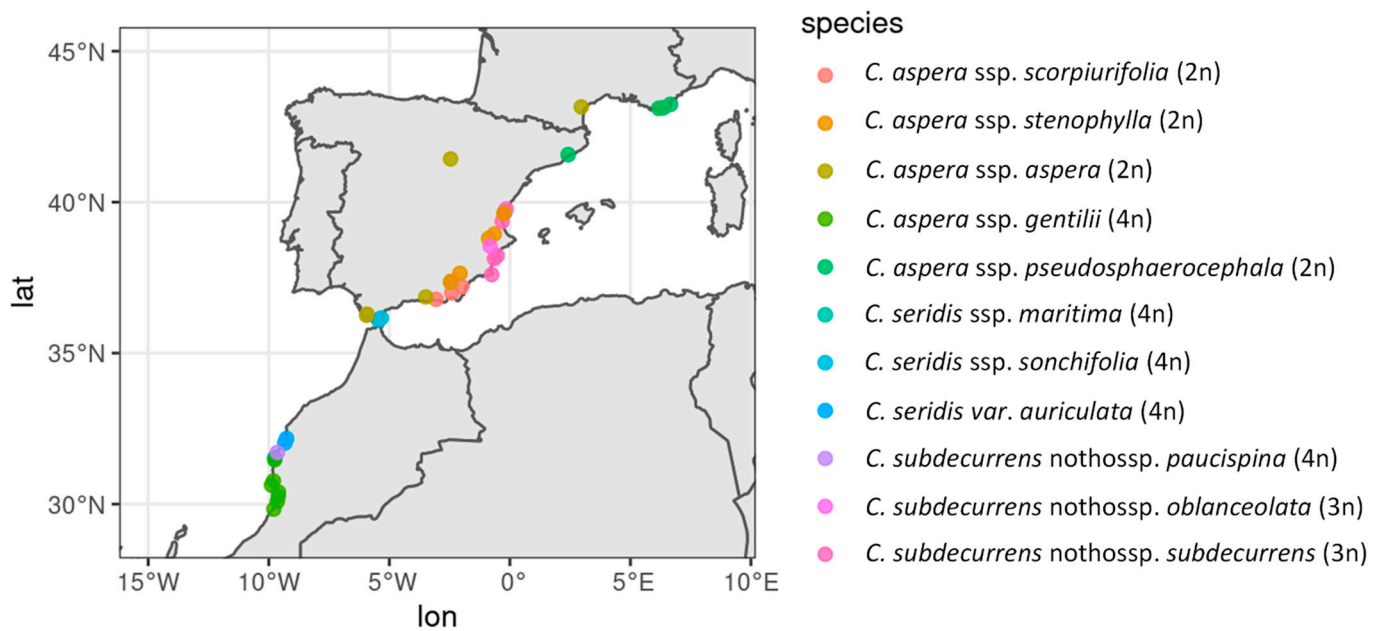 species
C. aspera ssp. scorpiurifolia (2n)
C. aspera ssp. stenophylla (2n)
C. aspera ssp. aspera (2n)
C. aspera ssp. gentilii (4n)
C. aspera ssp. pseudosphaerocephala (2n)
C. seridis ssp. maritima (4n)
C. seridis ssp. sonchifolia (4n)
C. seridis var. auriculata (4n)
C. subdecurrens nothossp. paucispina (4n)
C. subdecurrens nothossp. oblanceolata (3n)
C. subdecurrens nothossp. subdecurrens (3n)
45°N
40°N
35°N
30°N
lat
15°W 10°W 5°W 0° 5°E 10°E
lon